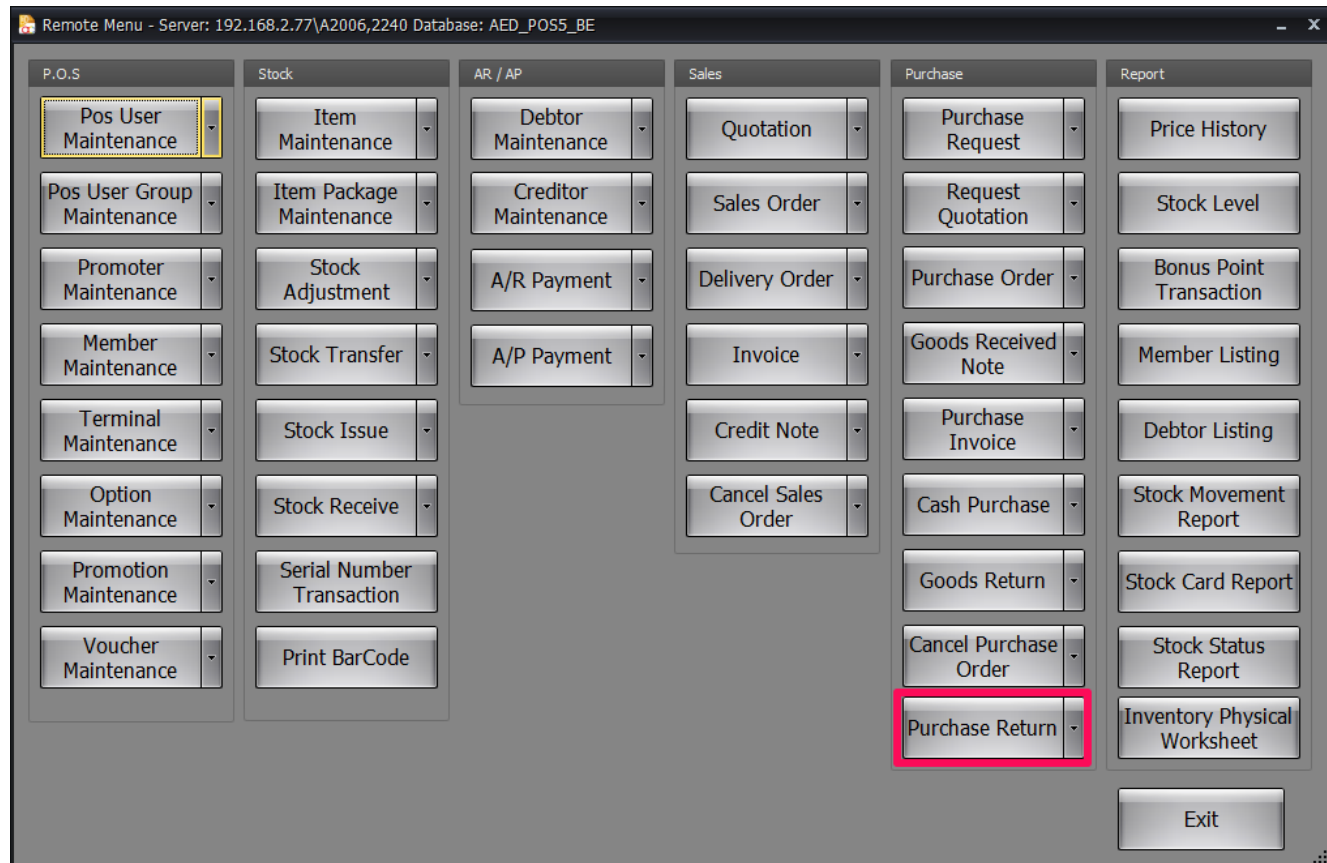 Remote Menu - Server: 192.168.2.77\A2006,2240 Database: AED_POS5_BE
P.O.S
Pos User
Maintenance
Pos User Group
Maintenance
Promoter
Maintenance
Member
Maintenance
Terminal
Maintenance
Option
Maintenance
Promotion
Maintenance
Voucher
Maintenance
Stock
Item
Maintenance
Item Package
Maintenance
Stock
Adjustment
Stock Transfer
Stock Issue
Stock Receive
Serial Number
Transaction
Print BarCode
AR / AP
Debtor
Maintenance
Creditor
Maintenance
A/R Payment
A/P Payment
Sales
Quotation
Sales Order
Delivery Order
Invoice
Credit Note
Cancel Sales
Order
Purchase
Purchase
Request
Request
Quotation
Purchase Order
Goods Received
Note
Purchase
Invoice
Cash Purchase
Goods Return
Cancel Purchase
Order
Purchase Return
Report
Price History
Stock Level
Bonus Point
Transaction
Member Listing
Debtor Listing
Stock Movement
Report
Stock Card Report
Stock Status
Report
Inventory Physical
Worksheet
Exit